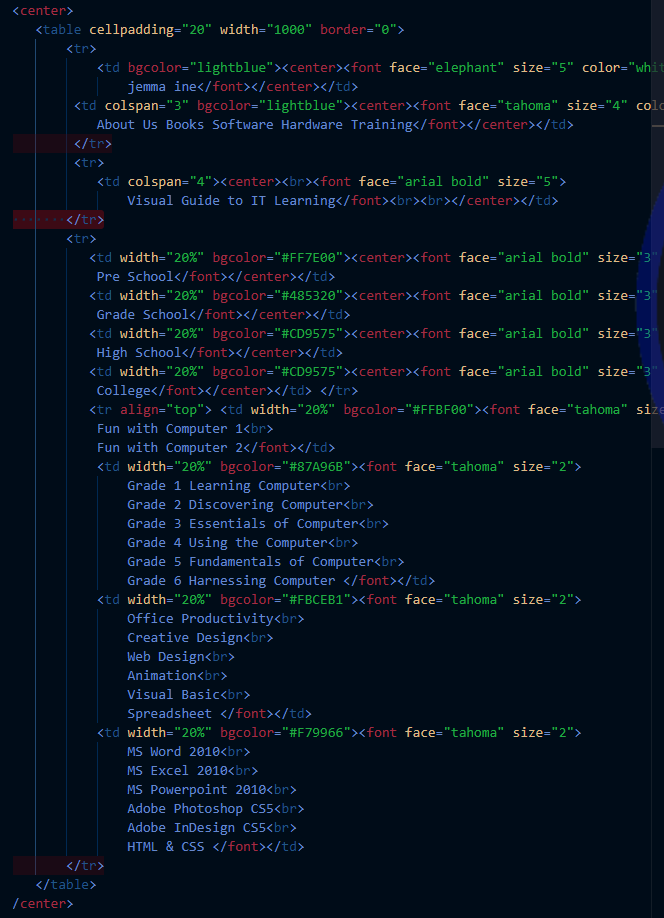 <center>
<table cellpadding="20" width="1000" border="0">
<tr>
<td bgcolor="lightblue"><center><font face="elephant" size="5" color="whit
jemma ine</font></center></td>
<td colspan="3" bgcolor="lightblue"><center><font face="tahoma" size="4" colo
About Us Books Software Hardware Training</font></center></td>
</tr>
<tr>
<td colspan="4"><center><br><font face="arial bold" size="5">
Visual Guide to IT Learning</font><br><br></center></td>
</tr>
<tr>
<td width="20%" bgcolor="#FF7E00"><center><font face="arial bold" size="3"
Pre School</font></center></td>
<td width="20%" bgcolor="#485320"><center><font face="arial bold" size="3"
Grade School</font></center></td>
<td width="20%" bgcolor="#CD9575"><center><font face="arial bold" size="3"
High School</font></center></td>
<td width="20%" bgcolor="#CD9575"><center><font face="arial bold" size="3"
College</font></center></td> </tr>
<tr align="top"> <td width="20%" bgcolor="#FFBF00"><font face="tahoma" size
Fun with Computer 1<br>
Fun with Computer 2</font></td>
<td width="20%" bgcolor="#87A96B"><font face="tahoma" size="2">
Grade 1 Learning Computer<br>
Grade 2 Discovering Computer<br>
Grade 3 Essentials of Computer<br>
Grade 4 Using the Computer<br>
Grade 5 Fundamentals of Computer<br>
Grade 6 Harnessing Computer </font></td>
<td width="20%" bgcolor="#FBCEB1"><font face="tahoma" size="2">
Office Productivity<br>
Creative Design<br>
Web Design<br>
Animation<br>
Visual Basic<br>
Spreadsheet </font></td>
<td width="20%" bgcolor="#F79966"><font face="tahoma" size="2">
MS Word 2010<br>
MS Excel 2010<br>
MS Powerpoint 2010<br>
Adobe Photoshop CS5<br>
Adobe InDesign CS5<br>
HTML & CSS </font></td>
</tr>
</table>
/center>